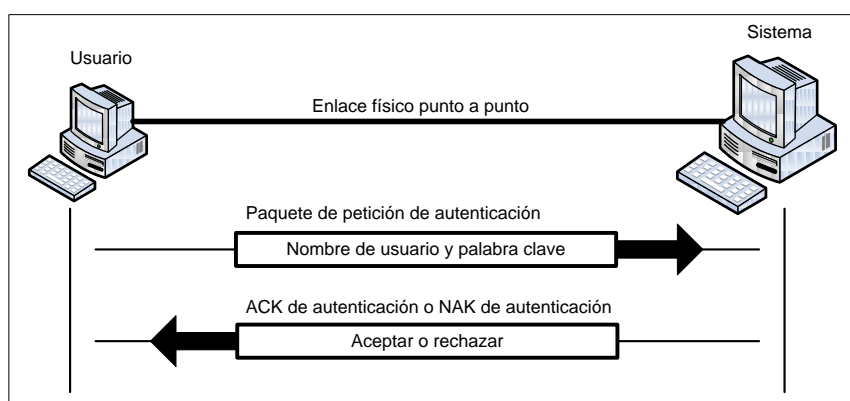 Sistema
Usuario
Enlace físico punto a punto
Paquete de petición de autenticación
Nombre de usuario y palabra clave
ACK de autenticación o NAK de autenticación
Aceptar o rechazar